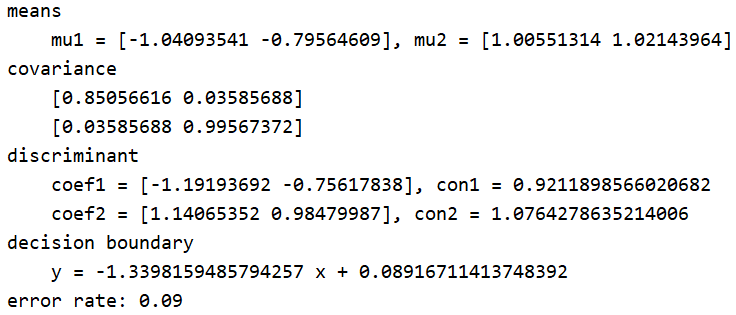 means
    mu1 = [-1.04093541 -0.79564609], mu2 = [1.00551314 1.02143964]
covariance
    [0.85056616 0.03585688]
    [0.03585688 0.99567372]
discriminant
    coef1 = [-1.19193692 -0.75617838], con1 = 0.9211898566020682
    coef2 = [1.14065352 0.98479987], con2 = 1.0764278635214006
decision boundary
    y = -1.3398159485794257 x + 0.08916711413748392
error rate: 0.09